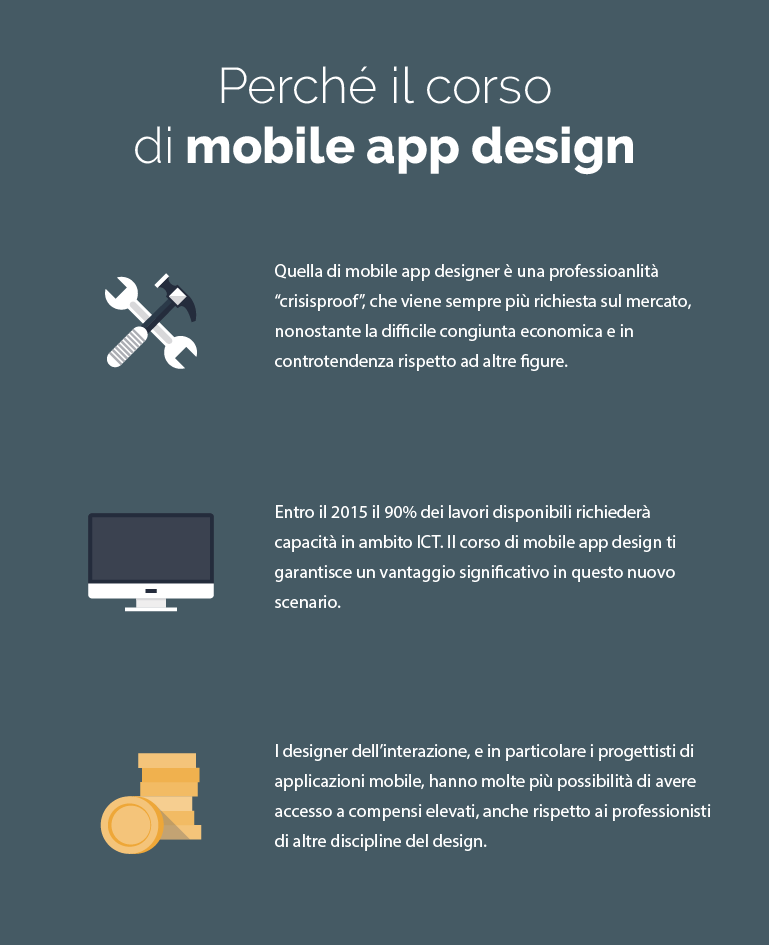 Perché il corso
di mobile app design
Quella di mobile app designer è una professioanlità
“crisisproof”, che viene sempre più richiesta sul mercato,
nonostante la difficile congiunta economica e in
controtendenza rispetto ad altre figure.
Entro il 2015 il 90% dei lavori disponibili richiederà
capacità in ambito ICT. Il corso di mobile app design ti
garantisce un vantaggio significativo in questo nuovo
scenario.
I designer dell’interazione, e in particolare i progettisti di
applicazioni mobile, hanno molte più possibilità di avere
accesso a compensi elevati, anche rispetto ai professionisti
di altre discipline del design.